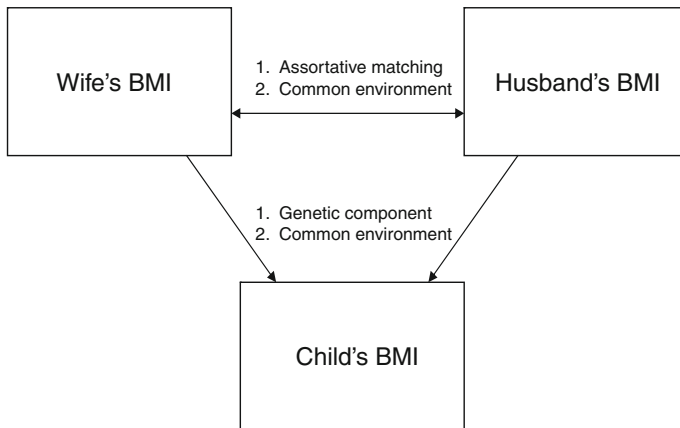 Wife’s BMI
1. Assortative matching
2. Common environment
Husband’s BMI
1. Genetic component
2. Common environment
Child’s BMI